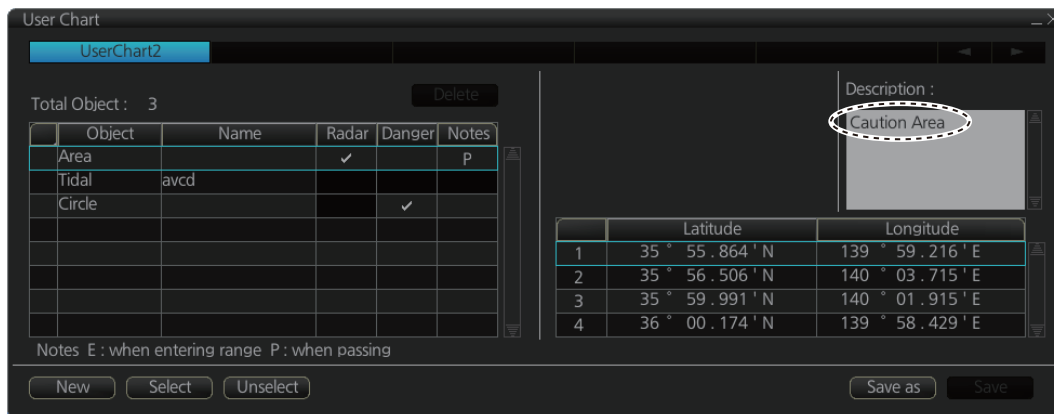 User Chart
UserChart2
Total Object : 3
Delete
Object Name Radar Danger Notes
Area ✓ P
Tidal avcd
Circle ✓
Notes E : when entering range P : when passing
Description :
Caution Area
Latitude Longitude
1 35 ° 55 . 864 ' N 139 ° 59 . 216 ' E
2 35 ° 56 . 506 ' N 140 ° 03 . 715 ' E
3 35 ° 59 . 991 ' N 140 ° 01 . 915 ' E
4 36 ° 00 . 174 ' N 139 ° 58 . 429 ' E
New Select Unselect Save as Save